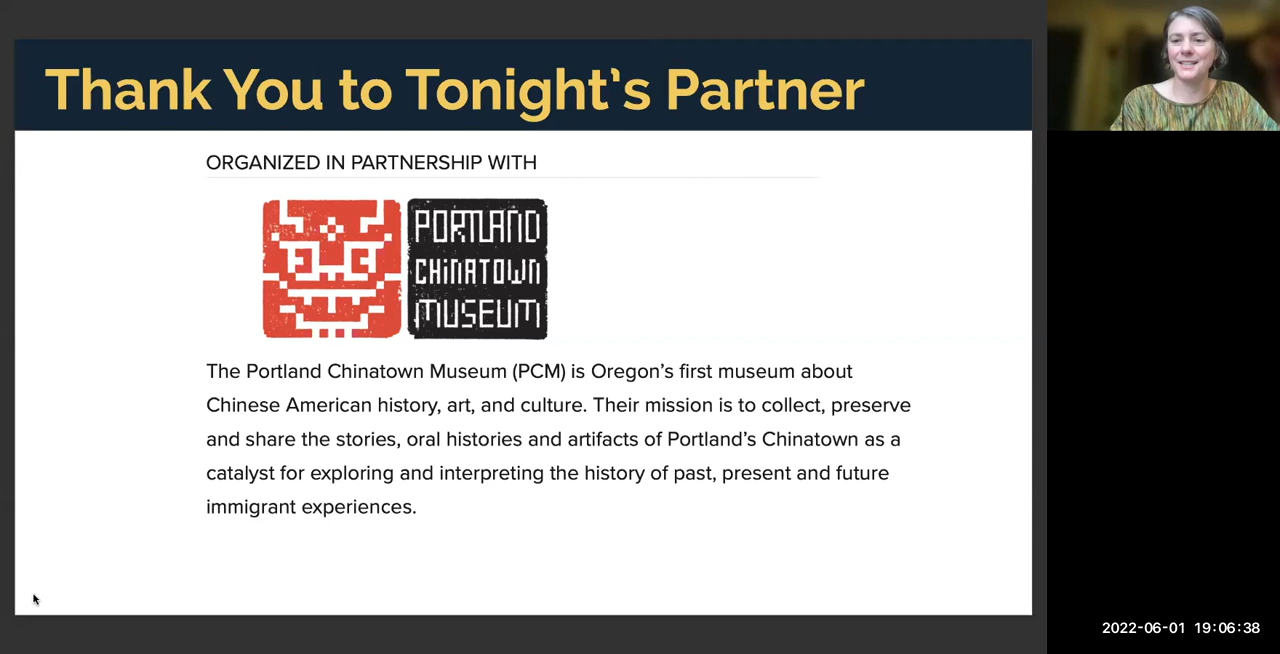 Thank You to Tonight's Partner
ORGANIZED IN PARTNERSHIP WITH
PORTLAND
CHINATOWN
MUSEUM
The Portland Chinatown Museum (PCM) is Oregon’s first museum about
Chinese American history, art, and culture. Their mission is to collect, preserve
and share the stories, oral histories and artifacts of Portland’s Chinatown as a
catalyst for exploring and interpreting the history of past, present and future
immigrant experiences.
2022-06-01 19:06:38